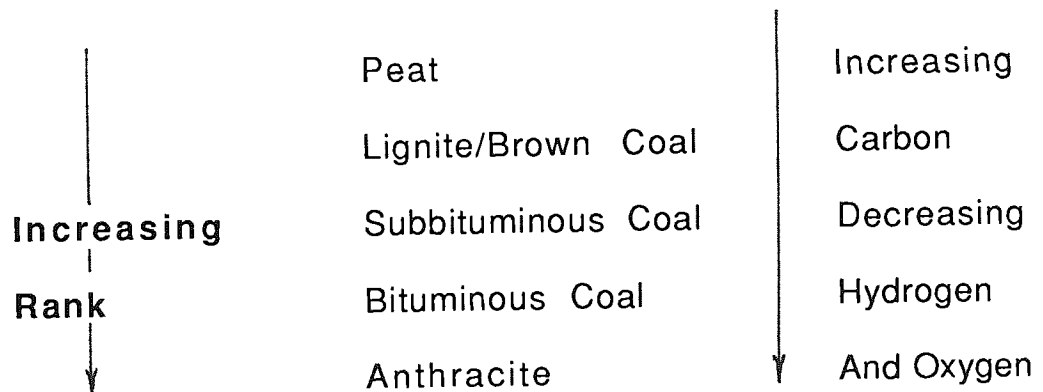 Peat
Lignite/Brown Coal
Subbituminous Coal
Bituminous Coal
Anthracite
Increasing
Rank
Increasing
Carbon
Decreasing
Hydrogen
And Oxygen